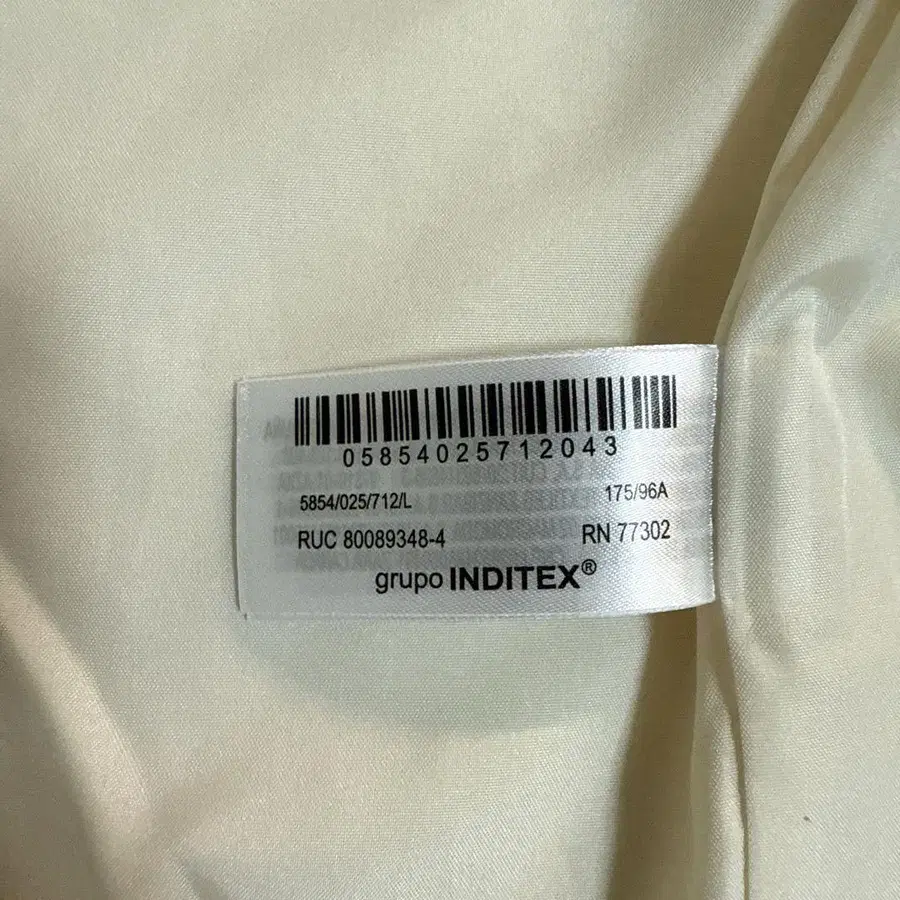 05854025712043
5854/025/712/L 175/96A
RUC 80089348-4 RN 77302
grupo INDITEX®